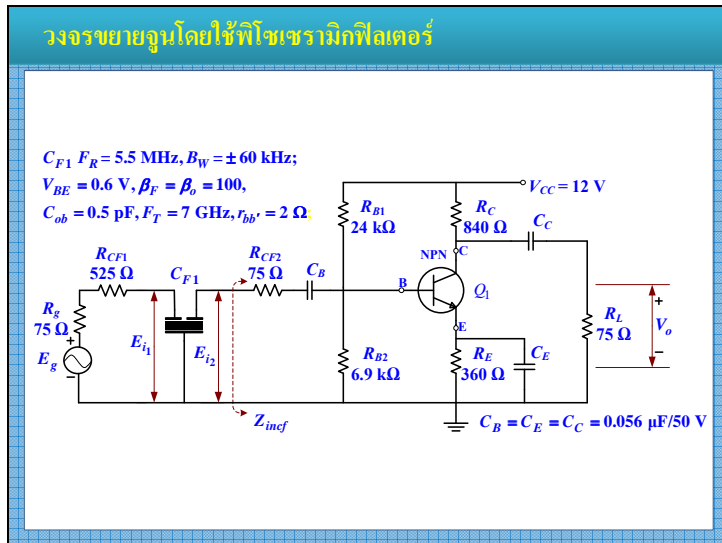 วงจรขยายจูนโดยใช้พิโซเซรามิกฟิลเตอร์
C_F1 F_R = 5.5 MHz, B_W = ± 60 kHz;
V_BE = 0.6 V, β_F = β_o = 100,
C_ob = 0.5 pF, F_T = 7 GHz, r_bb' = 2 Ω;
V_CC = 12 V
R_B1
24 kΩ
R_C
840 Ω
C_C
R_CF1
525 Ω
C_F1
R_CF2
75 Ω
C_B
NPN
C
B
Q_1
E
R_g
75 Ω
E_g
+
−
E_i1
E_i2
Z_incf
R_B2
6.9 kΩ
R_E
360 Ω
C_E
R_L
75 Ω
+
V_o
−
C_B = C_E = C_C = 0.056 µF/50 V